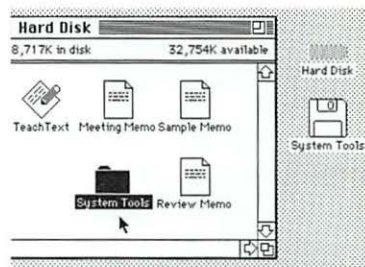 Hard Disk
8,717K in disk 32,754K available
Hard Disk
TeachText Meeting Memo Sample Memo
System Tools
System Tools Review Memo